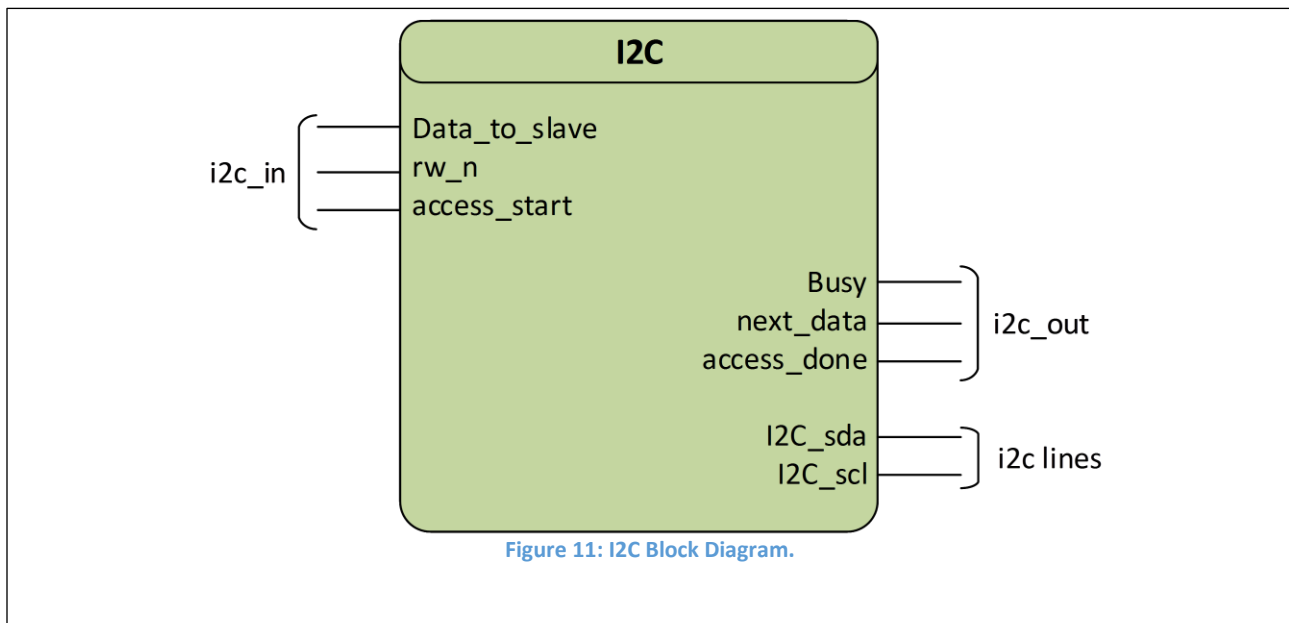 I2C
i2c_in
Data_to_slave
rw_n
access_start
Busy
next_data
access_done
i2c_out
I2C_sda
I2C_scl
i2c lines
Figure 11: I2C Block Diagram.